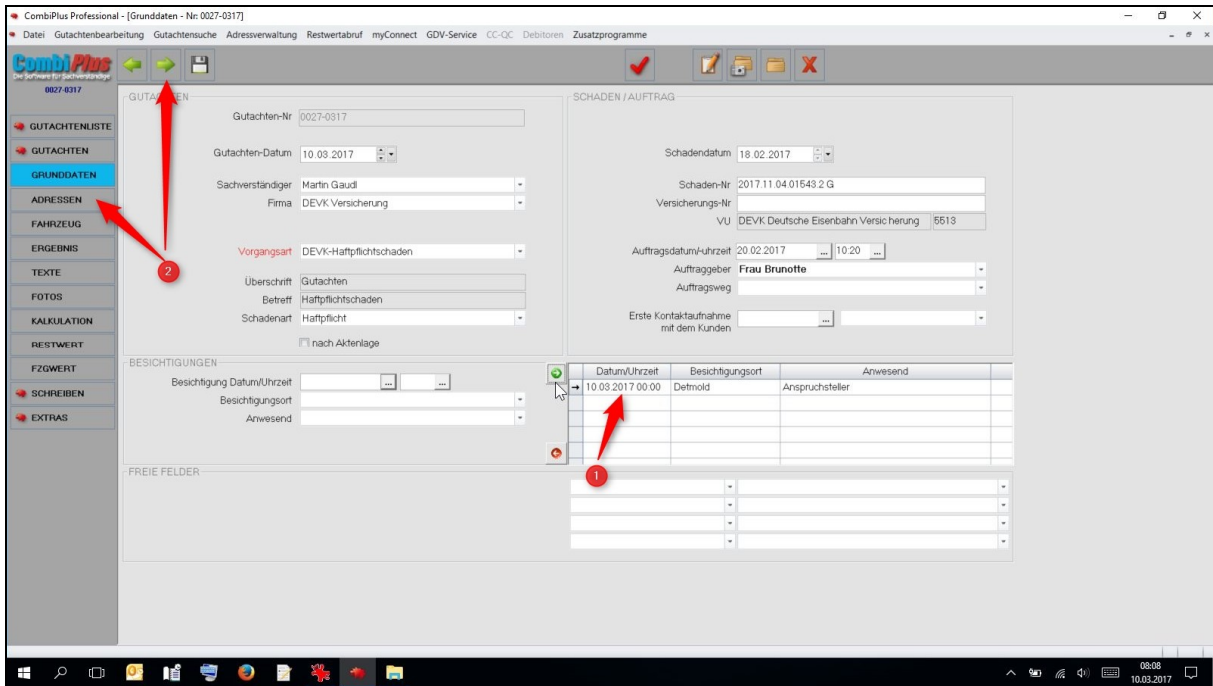 CombiPlus Professional - [Grunddaten - Nr: 0027-0317]
Datei Gutachtenbearbeitung Gutachtensuche Adressverwaltung Restwertabruf myConnect GDV-Service CC-QC Debitoren Zusatzprogramme
CombiPlus
Die Software für Sachverständige
0027-0317
GUTACHTENLISTE
GUTACHTEN
GRUNDDATEN
ADRESSEN
FAHRZEUG
ERGEBNIS
TEXTE
FOTOS
KALKULATION
RESTWERT
FZGWERT
SCHREIBEN
EXTRAS
2
Gutachten-Nr 0027-0317
Gutachten-Datum 10.03.2017
Sachverständiger Martin Gaudl
Firma DEVK Versicherung
Vorgangsart DEVK-Haftpflichtschaden
Überschrift Gutachten
Betreff Haftpflichtschaden
Schadenart Haftpflicht
nach Aktenlage
SCHADEN / AUFTRAG
Schadendatum 18.02.2017
Schaden-Nr 2017.11.04.01543.2 G
Versicherungs-Nr
VU DEVK Deutsche Eisenbahn Versicherung 5513
Auftragsdatum/-uhrzeit 20.02.2017 ... 10:20 ...
Auftraggeber Frau Brunotte
Auftragsweg
Erste Kontaktaufnahme ...
mit dem Kunden
BESICHTIGUNGEN
Besichtigung Datum/Uhrzeit ... ...
Besichtigungsort
Anwesend
Datum/Uhrzeit Besichtigungsort Anwesend
10.03.2017 00:00 Detmold Anspruchsteller
1
FREIE FELDER
08:08
10.03.2017